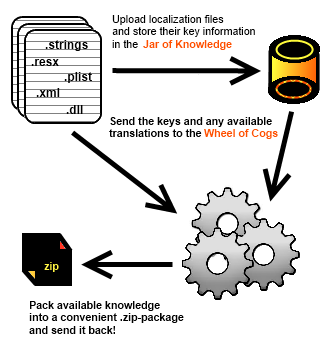 .strings
.resx
.plist
.xml
.dll
Upload localization files
and store their key information
in the Jar of Knowledge
Send the keys and any available
translations to the Wheel of Cogs
zip
Pack available knowledge
into a convenient .zip-package
and send it back!